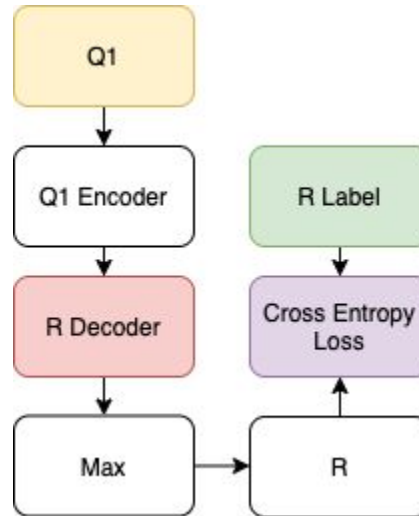 Q1
Q1 Encoder
R Label
R Decoder
Cross Entropy
Loss
Max
R